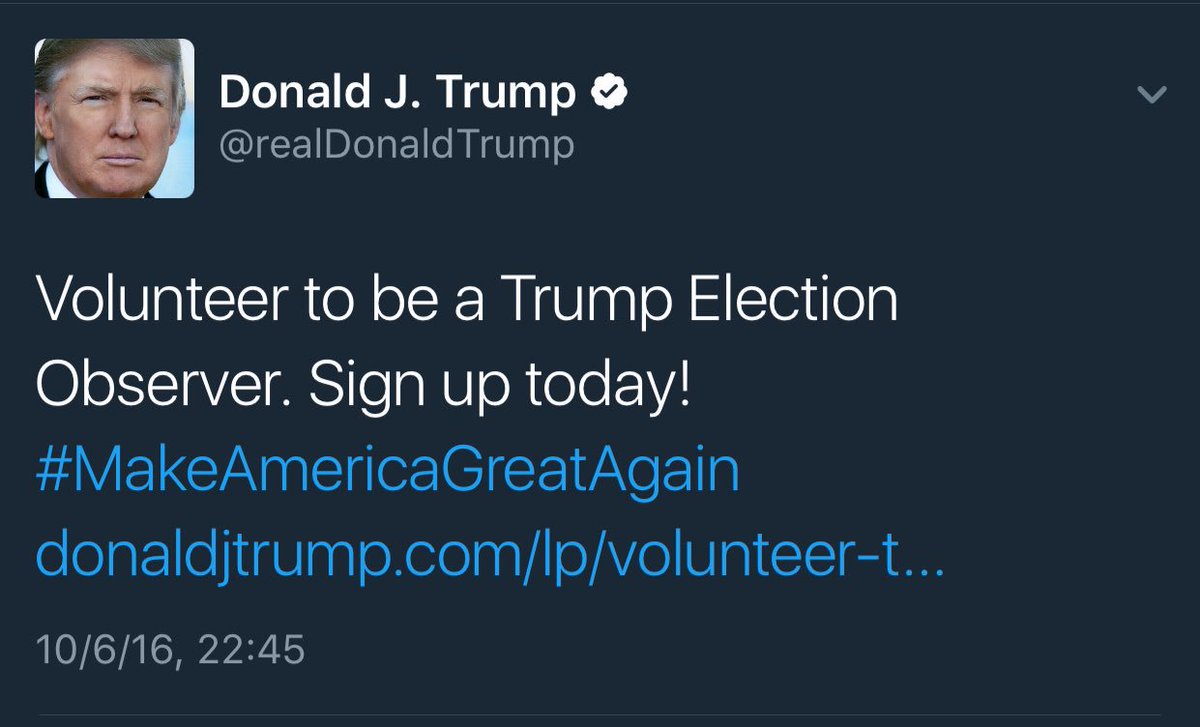 Donald J. Trump
@realDonaldTrump
Volunteer to be a Trump Election
Observer. Sign up today!
#MakeAmericaGreatAgain
donaldjtrump.com/lp/volunteer-t...
10/6/16, 22:45